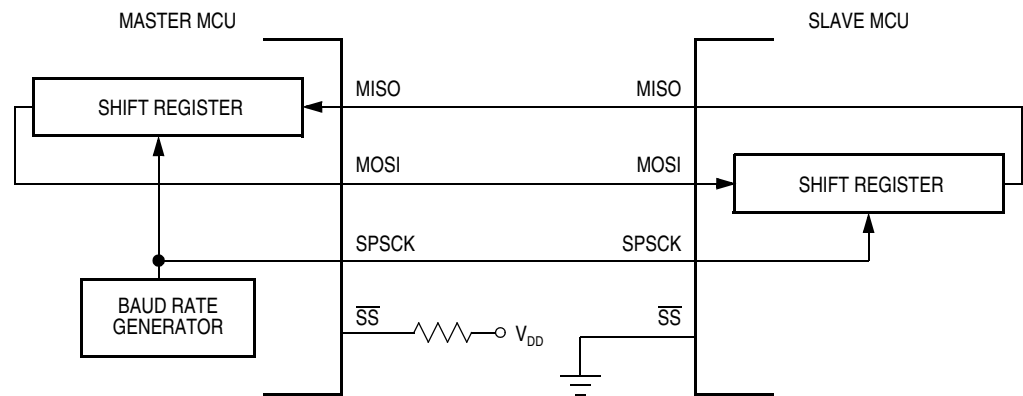 MASTER MCU
SLAVE MCU
SHIFT REGISTER
MISO
MISO
MOSI
MOSI
SHIFT REGISTER
SPSCK
SPSCK
BAUD RATE
GENERATOR
SS
VDD
SS